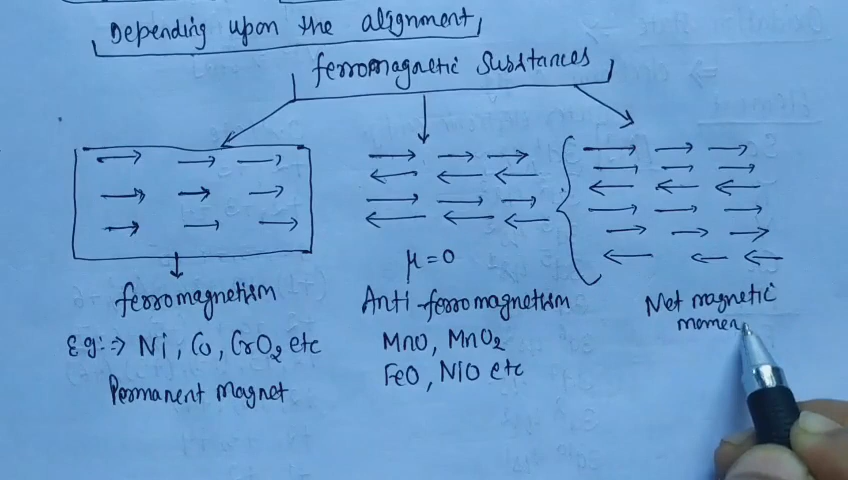 Depending upon the alignment
ferromagnetic Substances
μ = 0
ferromagnetism
Eg:→ Ni, Co, CrO2 etc
Permanent Magnet
Anti-ferromagnetism
MnO, MnO2
FeO, NiO etc
Net magnetic
momen